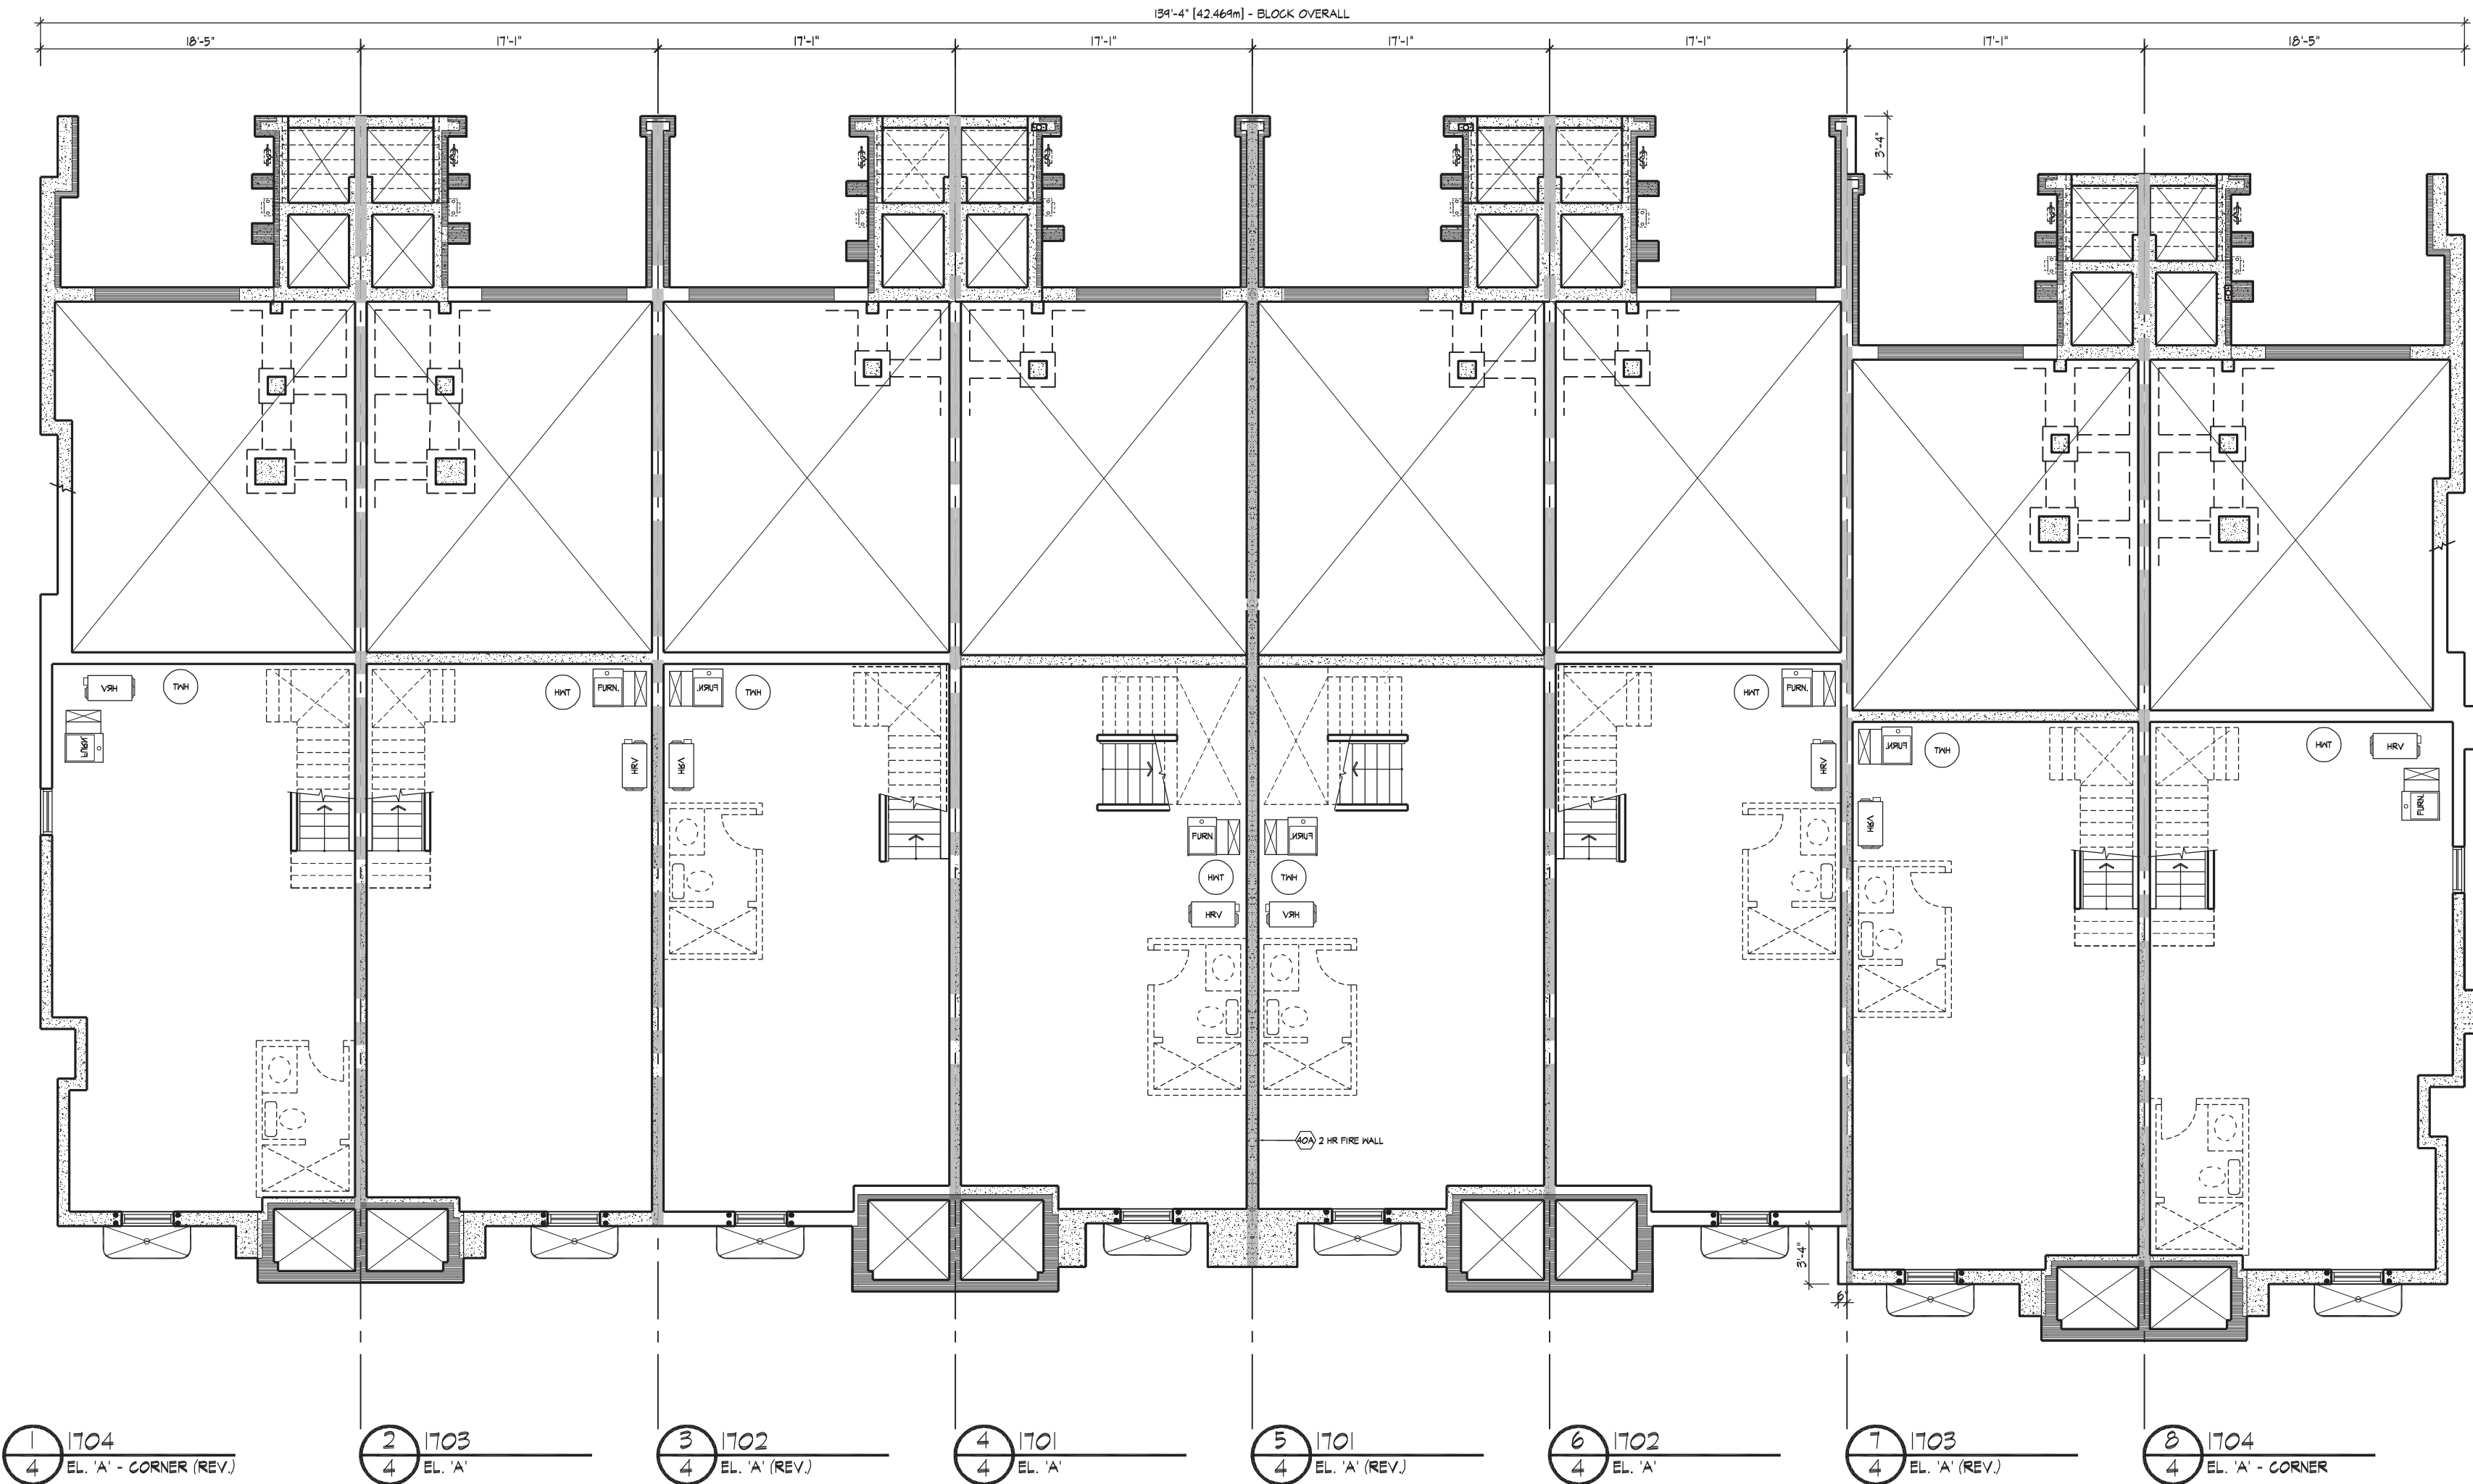 139'-4" [42.469m] - BLOCK OVERALL
18'-5" 17'-1" 17'-1" 17'-1" 17'-1" 17'-1" 17'-1" 18'-5"
3'-4"
HRV HWT HWT FURN. FURN. HWT HWT FURN.
FURN. HRV HRV HRV FURN. HWT HWT HRV
HRV FURN.
FURN. FURN. HRV
HWT HWT
HRV HRV
40A 2 HR FIRE WALL
3'-4"
6"
1 1704 2 1703 3 1702 4 1701 5 1701 6 1702 7 1703 8 1704
4 EL. 'A' - CORNER (REV.) 4 EL. 'A' 4 EL. 'A' (REV.) 4 EL. 'A' 4 EL. 'A' (REV.) 4 EL. 'A' 4 EL. 'A' (REV.) 4 EL. 'A' - CORNER